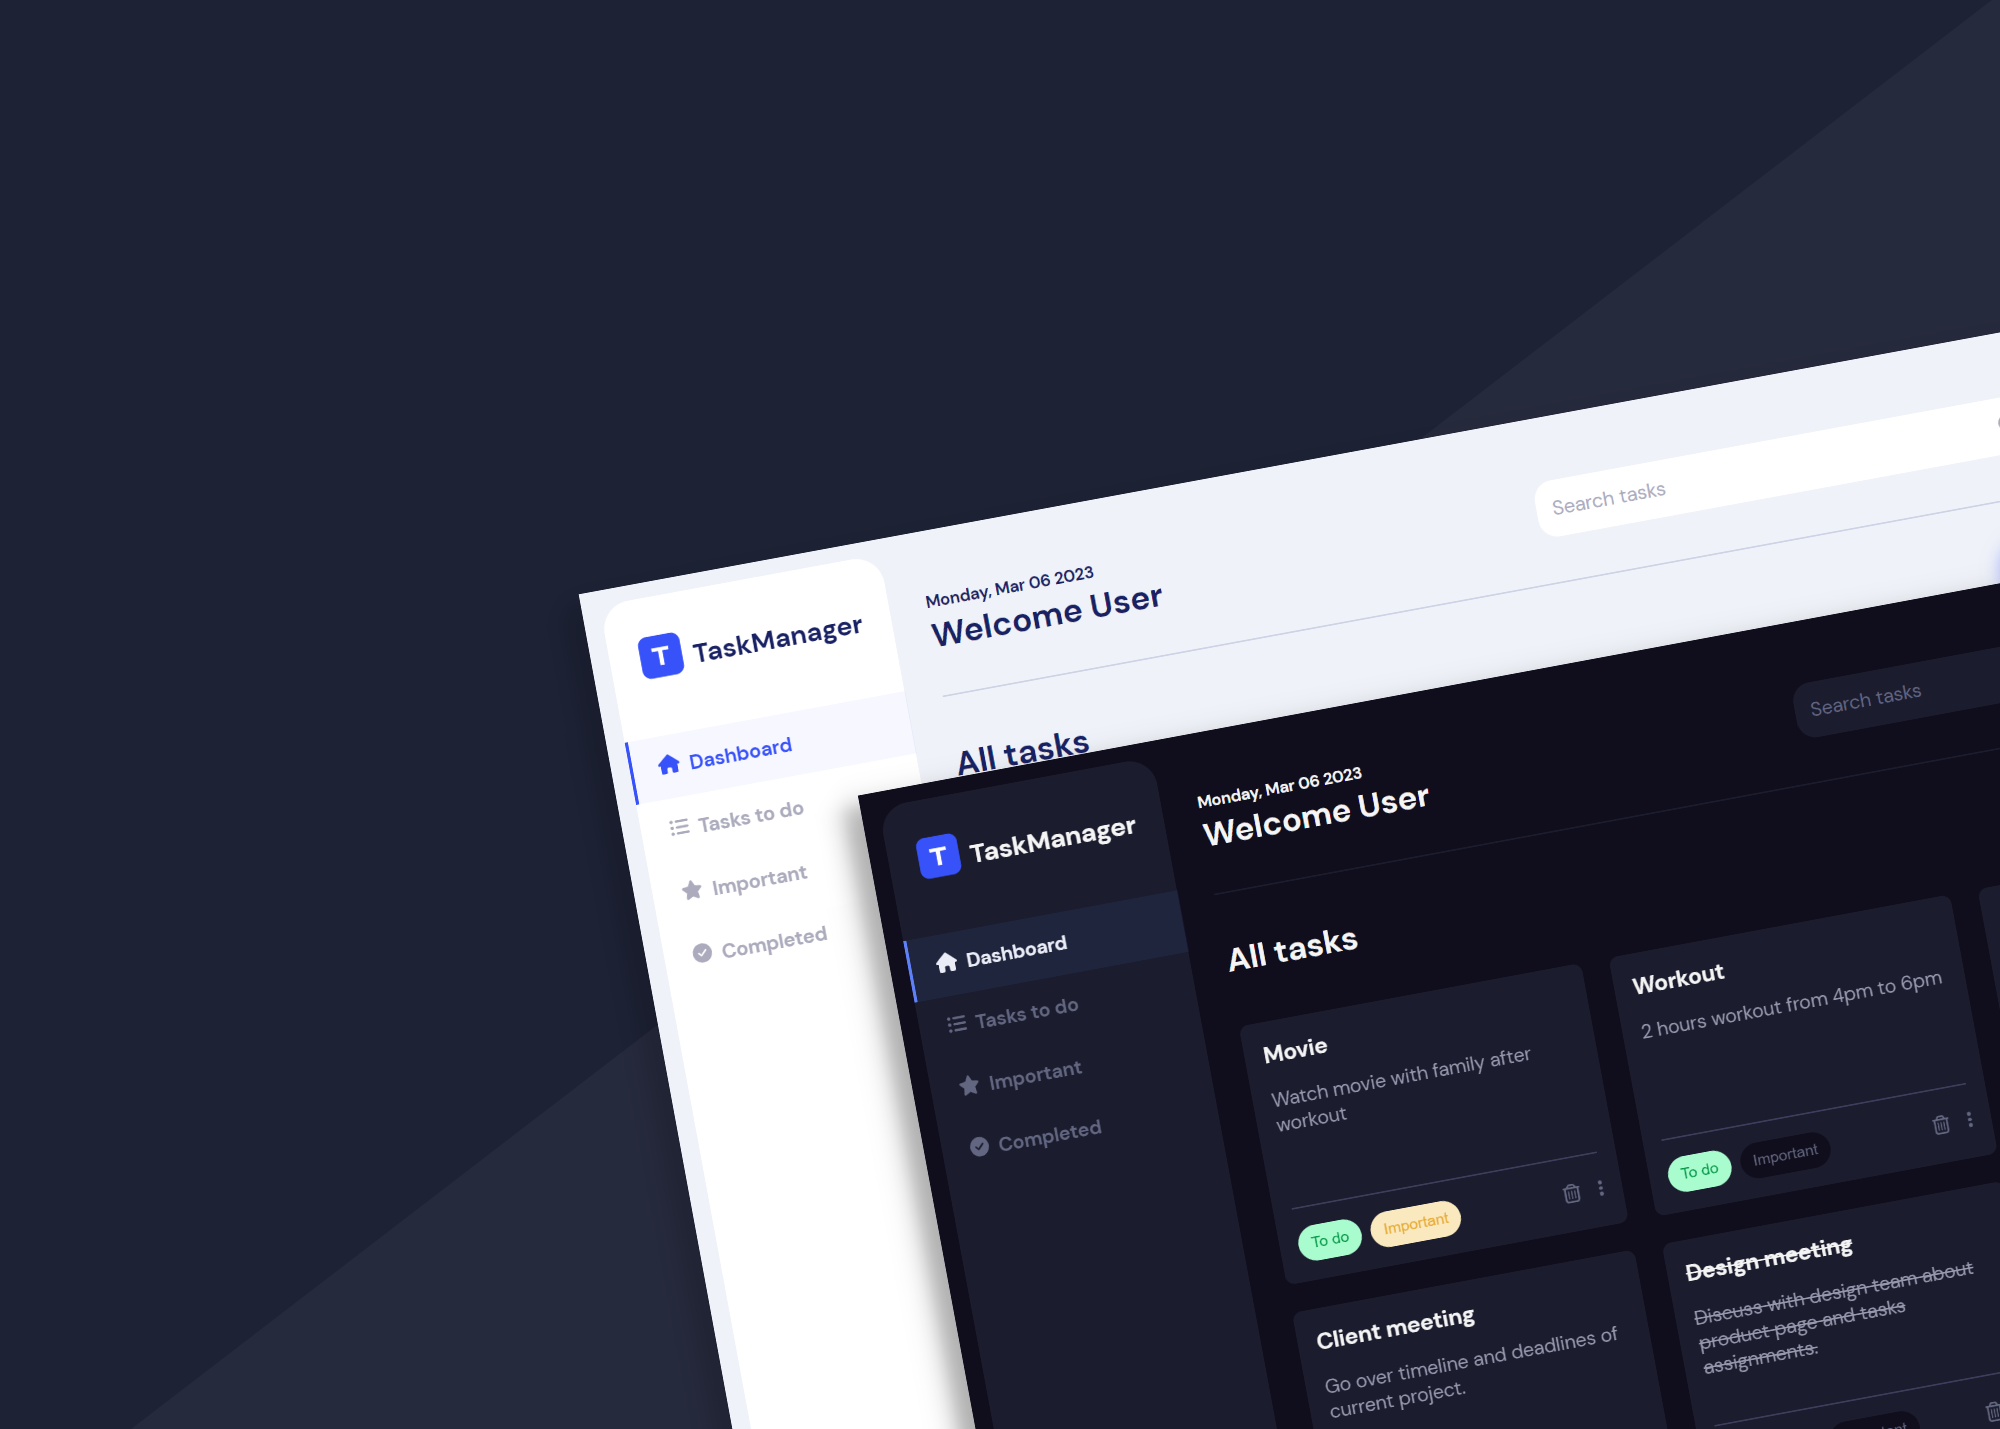 Search tasks
Monday, Mar 06 2023
Welcome User
T TaskManager
Dashboard
Tasks to do
Important
Completed
All tasks
Search tasks
Monday, Mar 06 2023
Welcome User
T TaskManager
Dashboard
Tasks to do
Important
Completed
All tasks
Movie
Watch movie with family after
workout
To do Important
Workout
2 hours workout from 4pm to 6pm
To do Important
Client meeting
Go over timeline and deadlines of
current project.
Design meeting
Discuss with design team about
product page and tasks
assignments.